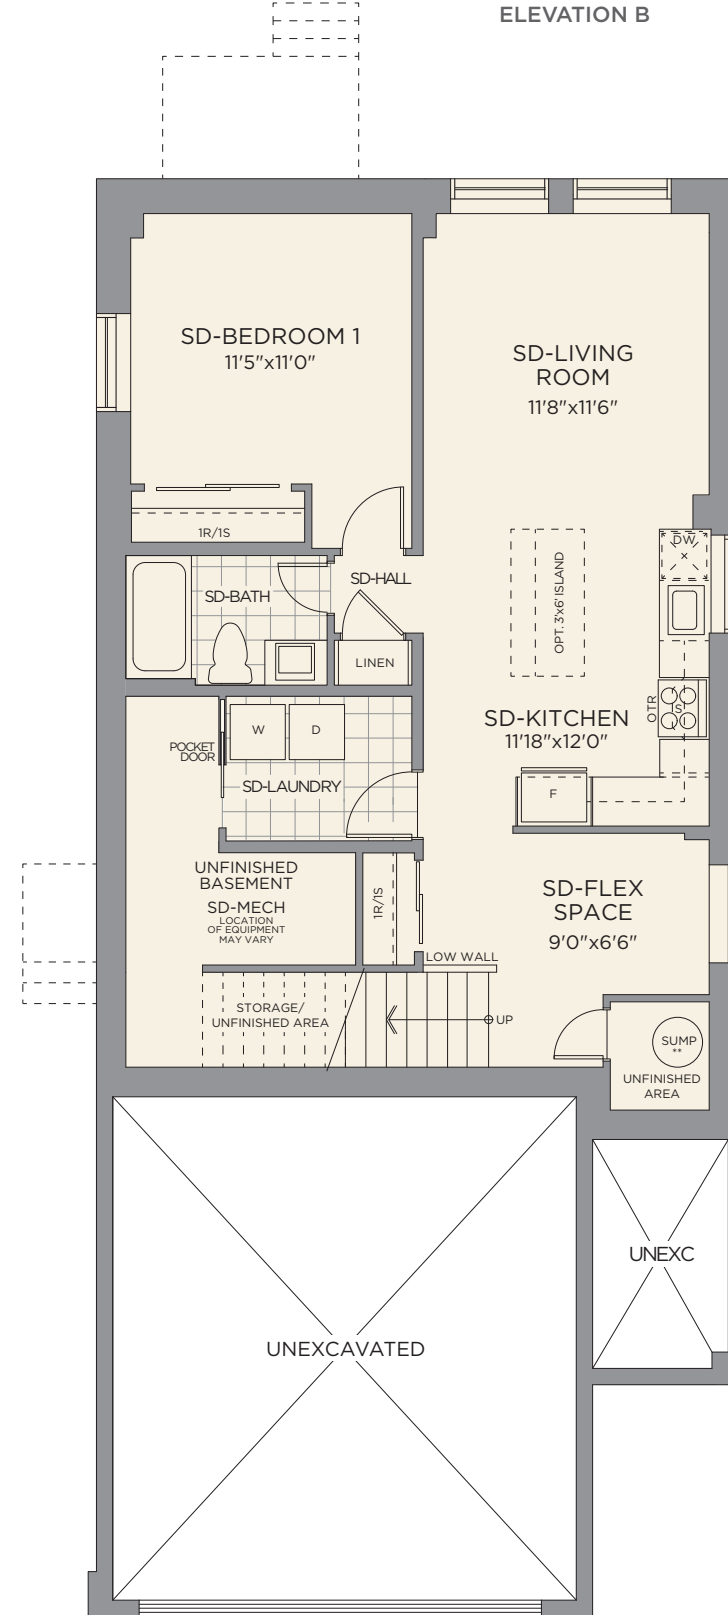 ELEVATION B
SD-BEDROOM 1
11'5"x11'0"
SD-LIVING
ROOM
11'8"x11'6"
1R/1S
DW
SD-HALL
SD-BATH
OPT. 3'x6' ISLAND
LINEN
OTR
S
SD-KITCHEN
11'18"x12'0"
W
D
POCKET
DOOR
SD-LAUNDRY
F
UNFINISHED
BASEMENT
SD-MECH
LOCATION
OF EQUIPMENT
MAY VARY
1R/1S
SD-FLEX
SPACE
9'0"x6'6"
LOW WALL
STORAGE/
UNFINISHED AREA
UP
SUMP
**
UNFINISHED
AREA
UNEXC
UNEXCAVATED